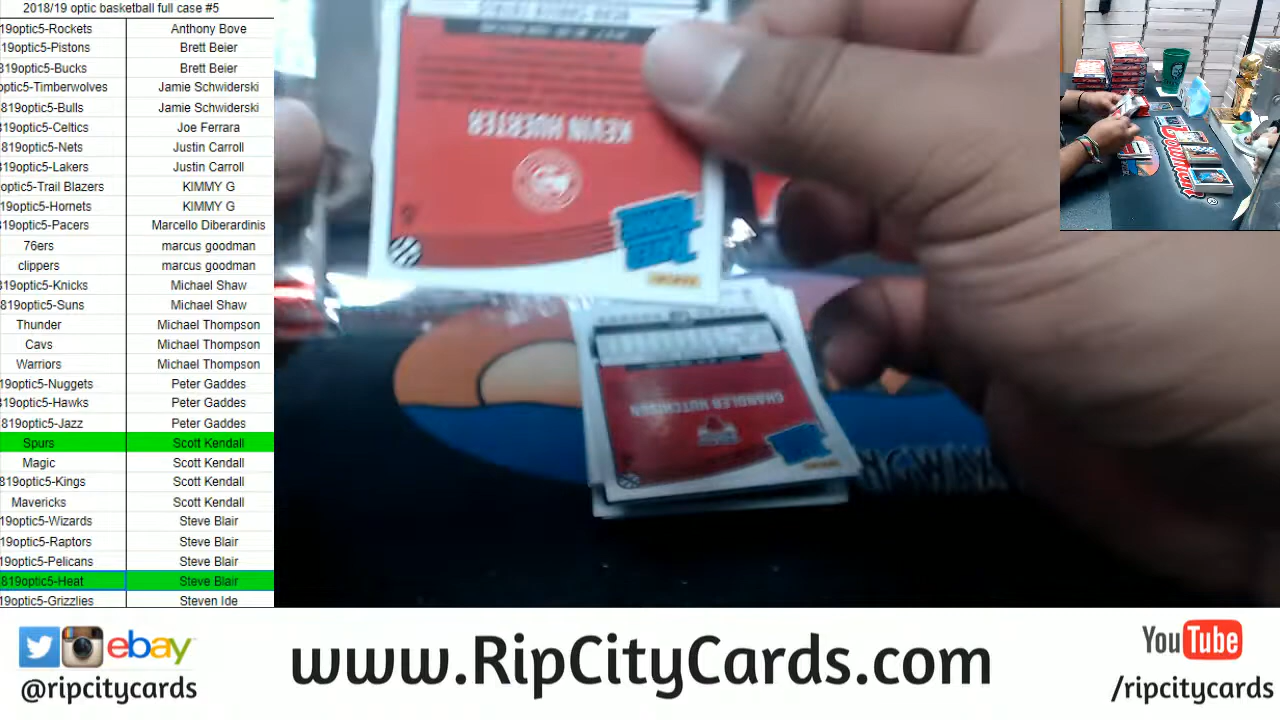 2018/19 optic basketball full case #5
19optic5-Rockets Anthony Bove
19optic5-Pistons Brett Beier
819optic5-Bucks Brett Beier
optic5-Timberwolves Jamie Schwiderski
819optic5-Bulls Jamie Schwiderski
819optic5-Celtics Joe Ferrara
819optic5-Nets Justin Carroll
819optic5-Lakers Justin Carroll
optic5-Trail Blazers KIMMY G
19optic5-Hornets KIMMY G
819optic5-Pacers Marcello Diberardinis
76ers marcus goodman
clippers marcus goodman
819optic5-Knicks Michael Shaw
819optic5-Suns Michael Shaw
Thunder Michael Thompson
Cavs Michael Thompson
Warriors Michael Thompson
19optic5-Nuggets Peter Gaddes
819optic5-Hawks Peter Gaddes
819optic5-Jazz Peter Gaddes
Spurs Scott Kendall
Magic Scott Kendall
819optic5-Kings Scott Kendall
Mavericks Scott Kendall
19optic5-Wizards Steve Blair
19optic5-Raptors Steve Blair
19optic5-Pelicans Steve Blair
819optic5-Heat Steve Blair
19optic5-Grizzlies Steven Ide
KEVIN HUERTER
PANINI
CHANDLER HUTCHISON
ebay
@ripcitycards
www.RipCityCards.com
YouTube
/ripcitycards